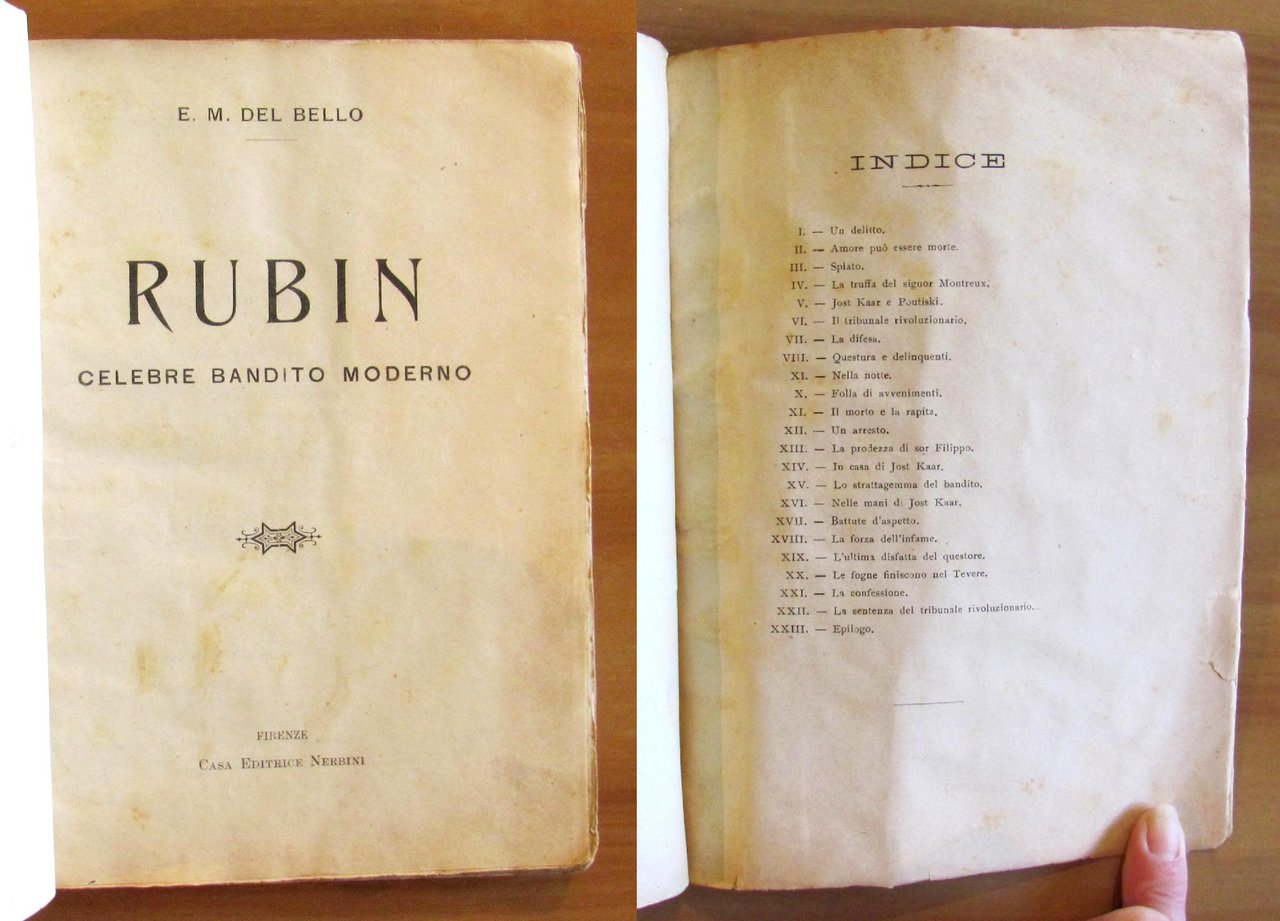 E. M. DEL BELLO
RUBIN
CELEBRE BANDITO MODERNO
FIRENZE
CASA EDITRICE NERBINI
INDICE
I. — Un delitto.
II. — Amore può essere morte.
III. — Spiato.
IV. — La truffa del signor Montreux.
V. — Jost Kaar e Poutiski.
VI. — Il tribunale rivoluzionario.
VII. — La difesa.
VIII. — Questura e delinquenti.
XI. — Nella notte.
X. — Folla di avvenimenti.
XI. — Il morto e la rapita.
XII. — Un arresto.
XIII. — La prodezza di sor Filippo.
XIV. — In casa di Jost Kaar.
XV. — Lo strattagemma del bandito.
XVI. — Nelle mani di Jost Kaar.
XVII. — Battute d'aspetto.
XVIII. — La forza dell'infame.
XIX. — L'ultima disfatta del questore.
XX. — Le fogne finiscono nel Tevere.
XXI. — La confessione.
XXII. — La sentenza del tribunale rivoluzionario.
XXIII. — Epilogo.